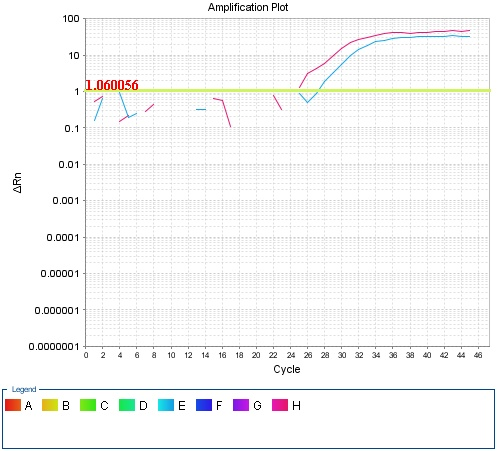 Amplification Plot
100
10
1.060056
1
0.1
0.01
ΔRn
0.001
0.0001
0.00001
0.000001
0.0000001
0 2 4 6 8 10 12 14 16 18 20 22 24 26 28 30 32 34 36 38 40 42 44 46
Cycle
Legend
A B C D E F G H